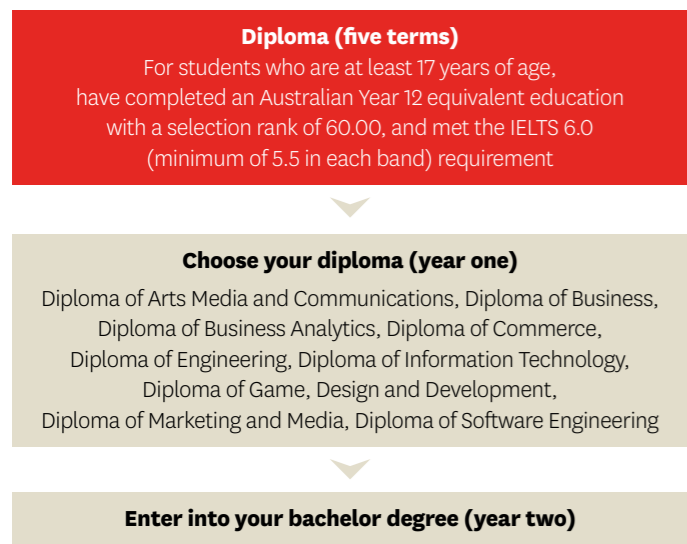 Diploma (five terms)
For students who are at least 17 years of age,
have completed an Australian Year 12 equivalent education
with a selection rank of 60.00, and met the IELTS 6.0
(minimum of 5.5 in each band) requirement
Choose your diploma (year one)
Diploma of Arts Media and Communications, Diploma of Business,
Diploma of Business Analytics, Diploma of Commerce,
Diploma of Engineering, Diploma of Information Technology,
Diploma of Game, Design and Development,
Diploma of Marketing and Media, Diploma of Software Engineering
Enter into your bachelor degree (year two)